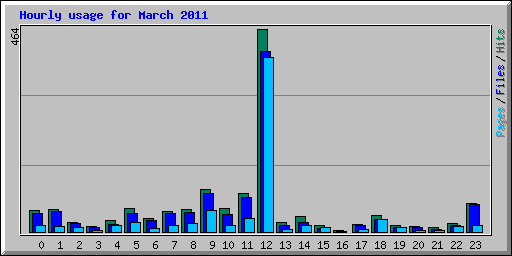 Hourly usage for March 2011
464
Pages/Files/Hits
0 1 2 3 4 5 6 7 8 9 10 11 12 13 14 15 16 17 18 19 20 21 22 23